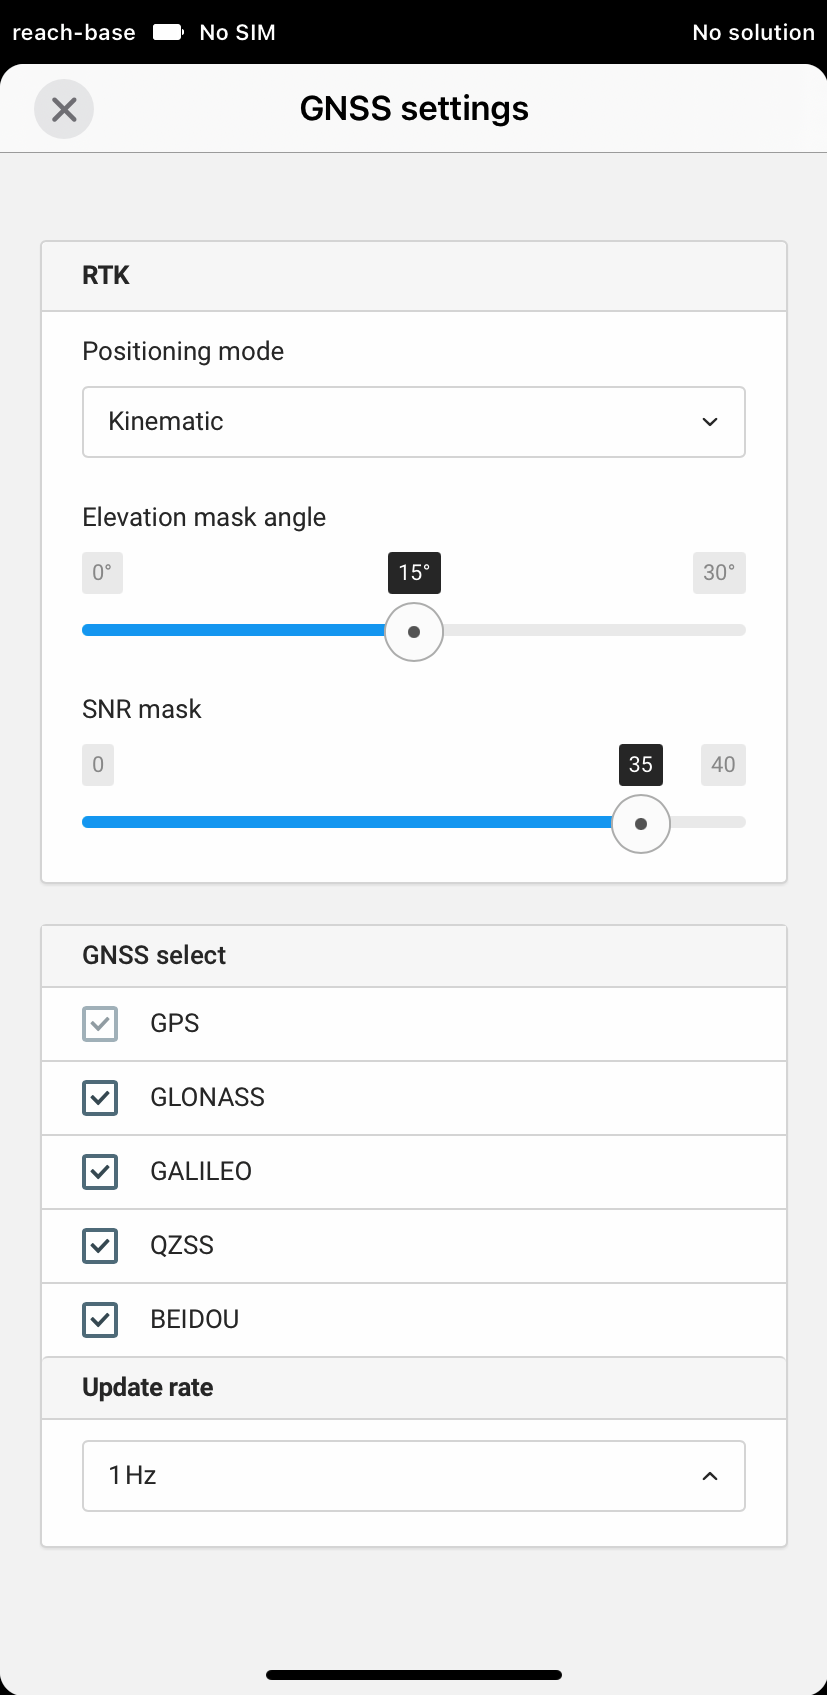 reach-base No SIM No solution
GNSS settings
RTK
Positioning mode
Kinematic
Elevation mask angle
0° 15° 30°
SNR mask
0 35 40
GNSS select
GPS
GLONASS
GALILEO
QZSS
BEIDOU
Update rate
1 Hz